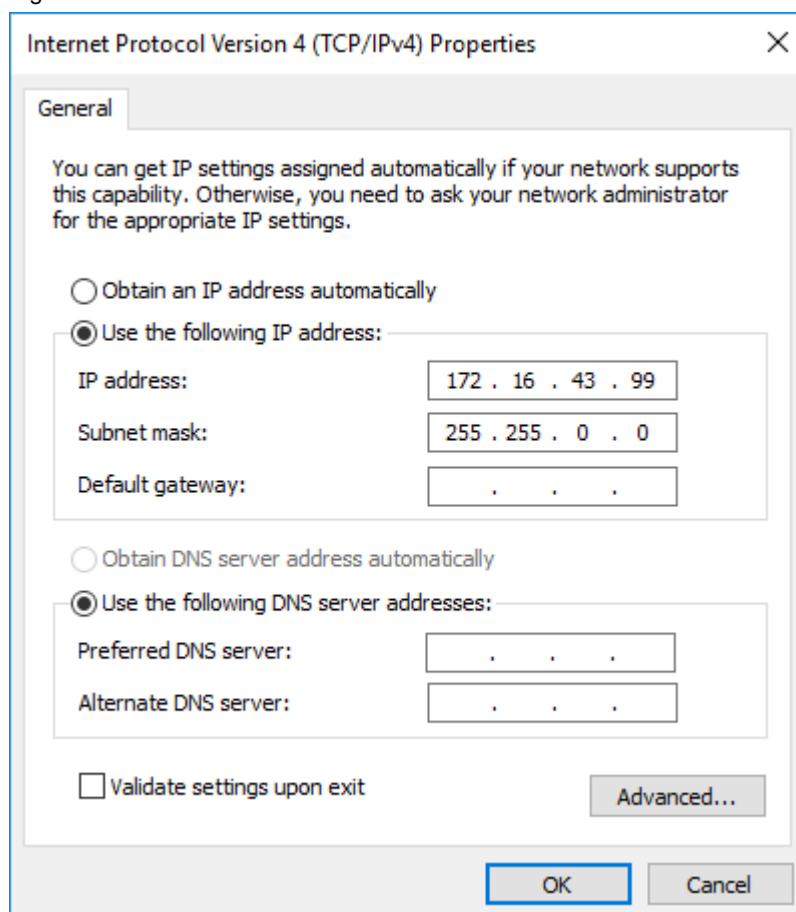 Internet Protocol Version 4 (TCP/IPv4) Properties
General
You can get IP settings assigned automatically if your network supports
this capability. Otherwise, you need to ask your network administrator
for the appropriate IP settings.
Obtain an IP address automatically
Use the following IP address:
IP address: 172 . 16 . 43 . 99
Subnet mask: 255 . 255 . 0 . 0
Default gateway: . . .
Obtain DNS server address automatically
Use the following DNS server addresses:
Preferred DNS server: . . .
Alternate DNS server: . . .
Validate settings upon exit
Advanced...
OK Cancel